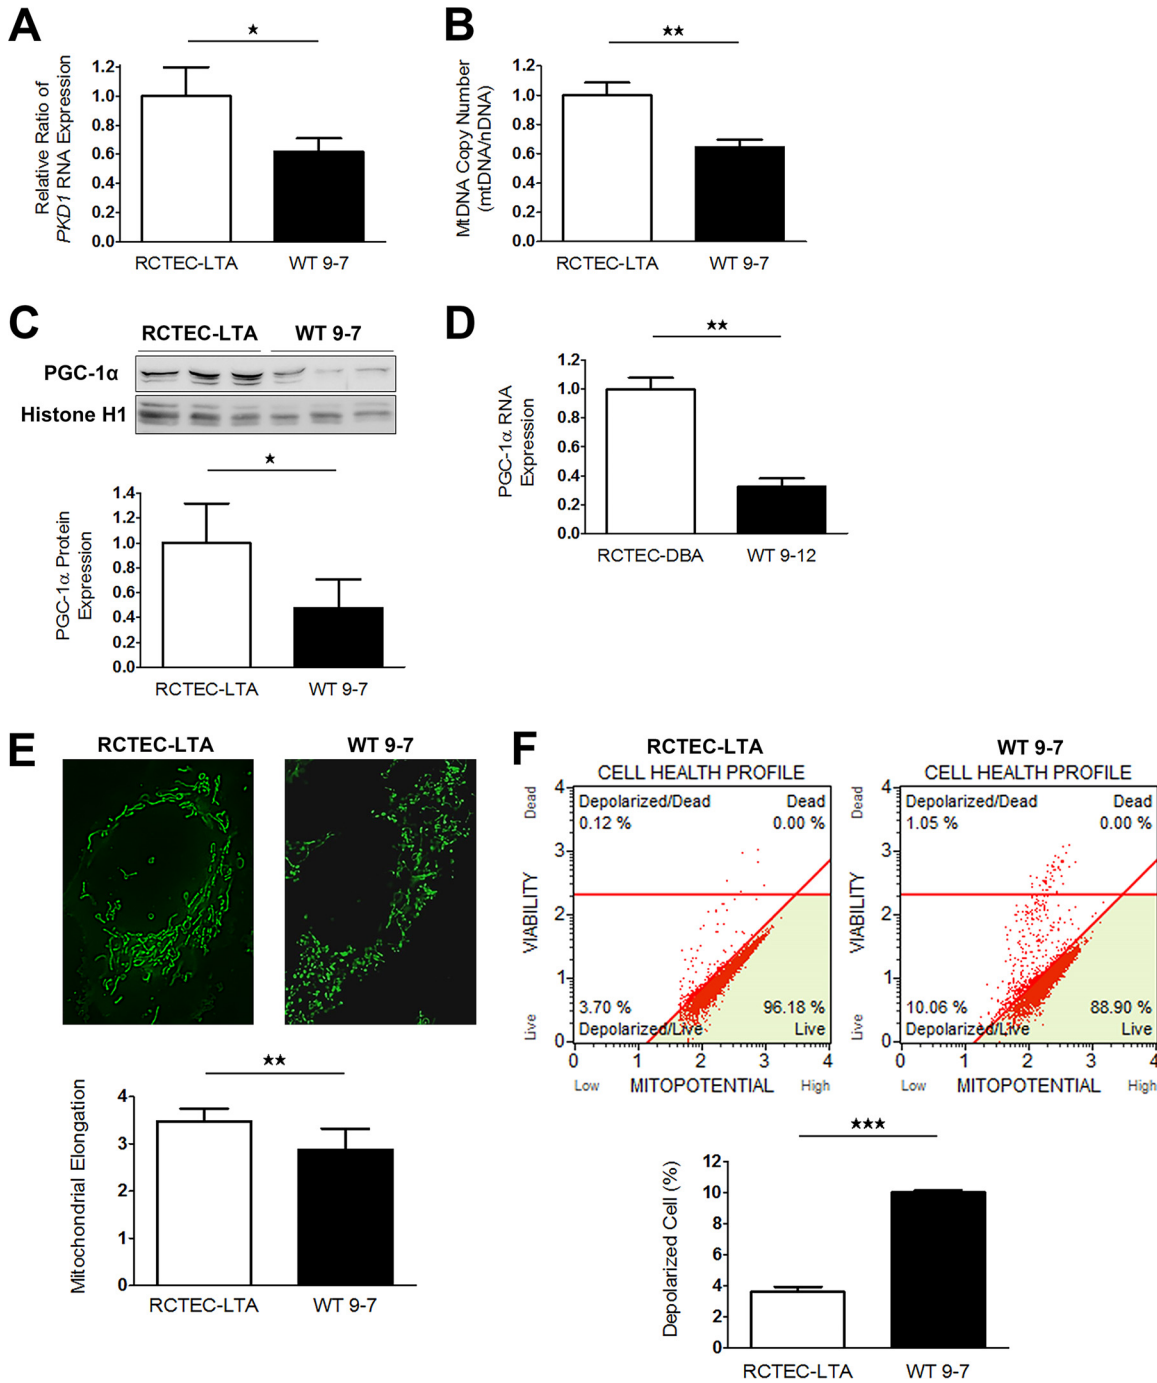 A
★
Relative Ratio of
PKD1 RNA Expression
1.2
1.0
0.8
0.6
0.4
0.2
0.0
RCTEC-LTA
WT 9-7
B
★★
MtDNA Copy Number
(mtDNA/nDNA)
1.2
1.0
0.8
0.6
0.4
0.2
0.0
RCTEC-LTA
WT 9-7
C
RCTEC-LTA
WT 9-7
PGC-1α
Histone H1
★
PGC-1α Protein
Expression
1.4
1.2
1.0
0.8
0.6
0.4
0.2
0.0
RCTEC-LTA
WT 9-7
D
★★
PGC-1α RNA
Expression
1.2
1.0
0.8
0.6
0.4
0.2
0.0
RCTEC-DBA
WT 9-12
E
RCTEC-LTA
WT 9-7
★★
Mitochondrial Elongation
4
3
2
1
0
RCTEC-LTA
WT 9-7
F
RCTEC-LTA
CELL HEALTH PROFILE
Depolarized/Dead
Dead
0.12 %
0.00 %
3.70 %
96.18 %
Depolarized/Live
Live
Dead
VIABILITY
Live
4
3
2
1
0
0
1
2
3
4
Low
MITOPOTENTIAL
High
WT 9-7
CELL HEALTH PROFILE
Depolarized/Dead
Dead
1.05 %
0.00 %
10.06 %
88.90 %
Depolarized/Live
Live
Dead
VIABILITY
Live
4
3
2
1
0
0
1
2
3
4
Low
MITOPOTENTIAL
High
★★★
Depolarized Cell (%)
12
10
8
6
4
2
0
RCTEC-LTA
WT 9-7